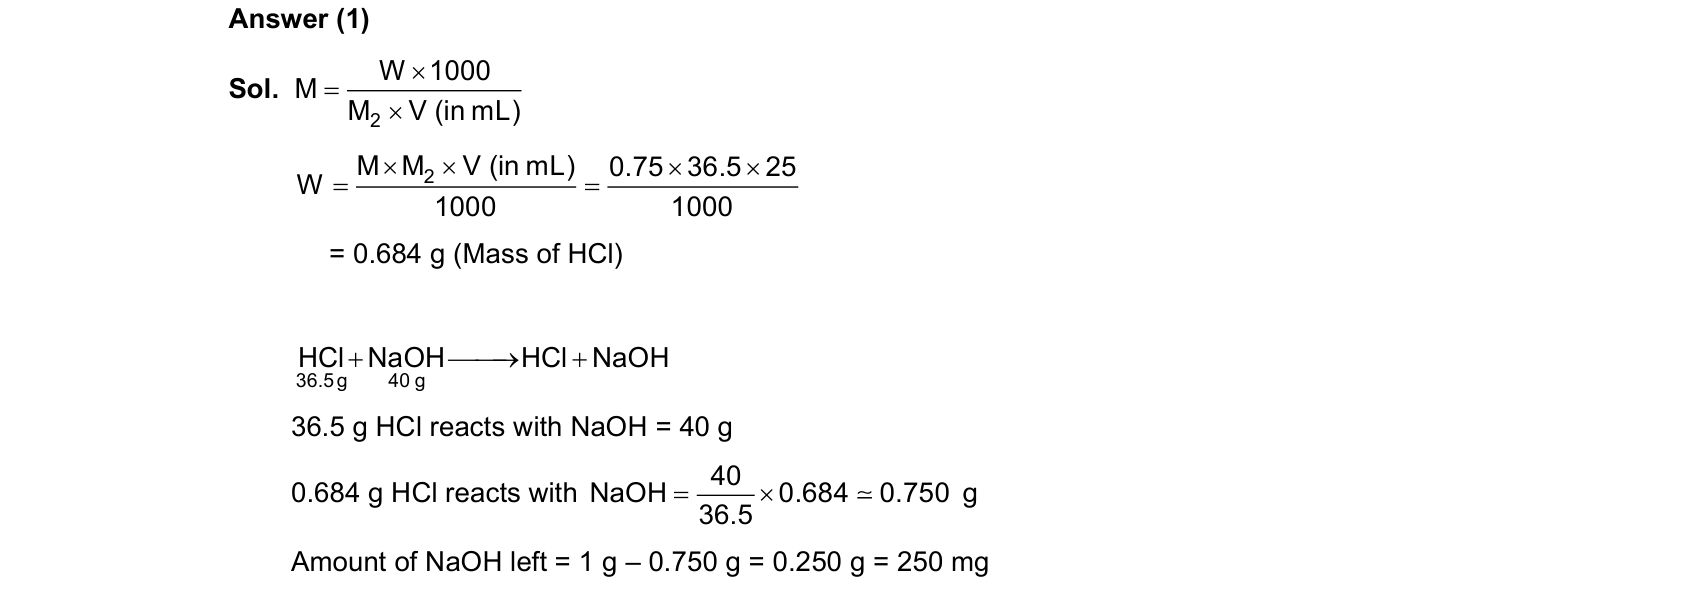 Answer (1)
Sol. M = W × 1000 / M₂ × V (in mL)
W = M × M₂ × V (in mL) / 1000 = 0.75 × 36.5 × 25 / 1000
= 0.684 g (Mass of HCl)
HCl + NaOH ⟶ HCl + NaOH
36.5 g 40 g
36.5 g HCl reacts with NaOH = 40 g
0.684 g HCl reacts with NaOH = 40 / 36.5 × 0.684 ≃ 0.750 g
Amount of NaOH left = 1 g – 0.750 g = 0.250 g = 250 mg